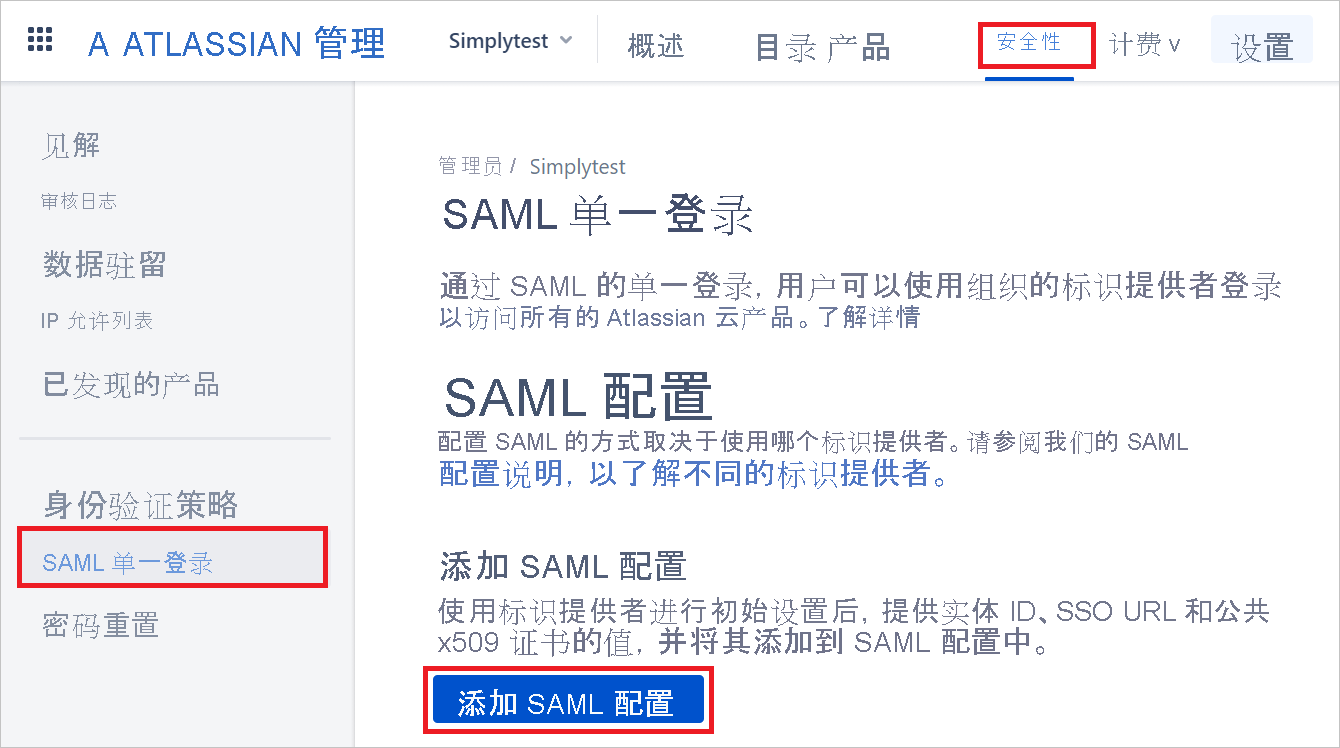 A ATLASSIAN 管理
Simplytest
概述
目录 产品
安全性
计费 v
设置
见解
审核日志
数据驻留
IP 允许列表
已发现的产品
身份验证策略
SAML 单一登录
密码重置
管理员 / Simplytest
SAML 单一登录
通过 SAML 的单一登录, 用户可以使用组织的标识提供者登录
以访问所有的 Atlassian 云产品。了解详情
SAML 配置
配置 SAML 的方式取决于使用哪个标识提供者。请参阅我们的 SAML
配置说明, 以了解不同的标识提供者。
添加 SAML 配置
使用标识提供者进行初始设置后, 提供实体 ID、SSO URL 和公共
x509 证书的值, 并将其添加到 SAML 配置中。
添加 SAML 配置